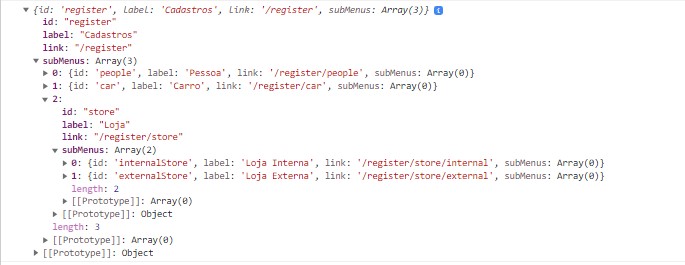 ▼ {id: 'register', label: 'Cadastros', link: '/register', subMenus: Array(3)} i
id: "register"
label: "Cadastros"
link: "/register"
▼ subMenus: Array(3)
▶ 0: {id: 'people', label: 'Pessoa', link: '/register/people', subMenus: Array(0)}
▶ 1: {id: 'car', label: 'Carro', link: '/register/car', subMenus: Array(0)}
▼ 2:
id: "store"
label: "Loja"
link: "/register/store"
▼ subMenus: Array(2)
▶ 0: {id: 'internalStore', label: 'Loja Interna', link: '/register/store/internal', subMenus: Array(0)}
▶ 1: {id: 'externalStore', label: 'Loja Externa', link: '/register/store/external', subMenus: Array(0)}
length: 2
▶ [[Prototype]]: Array(0)
▶ [[Prototype]]: Object
length: 3
▶ [[Prototype]]: Array(0)
▶ [[Prototype]]: Object